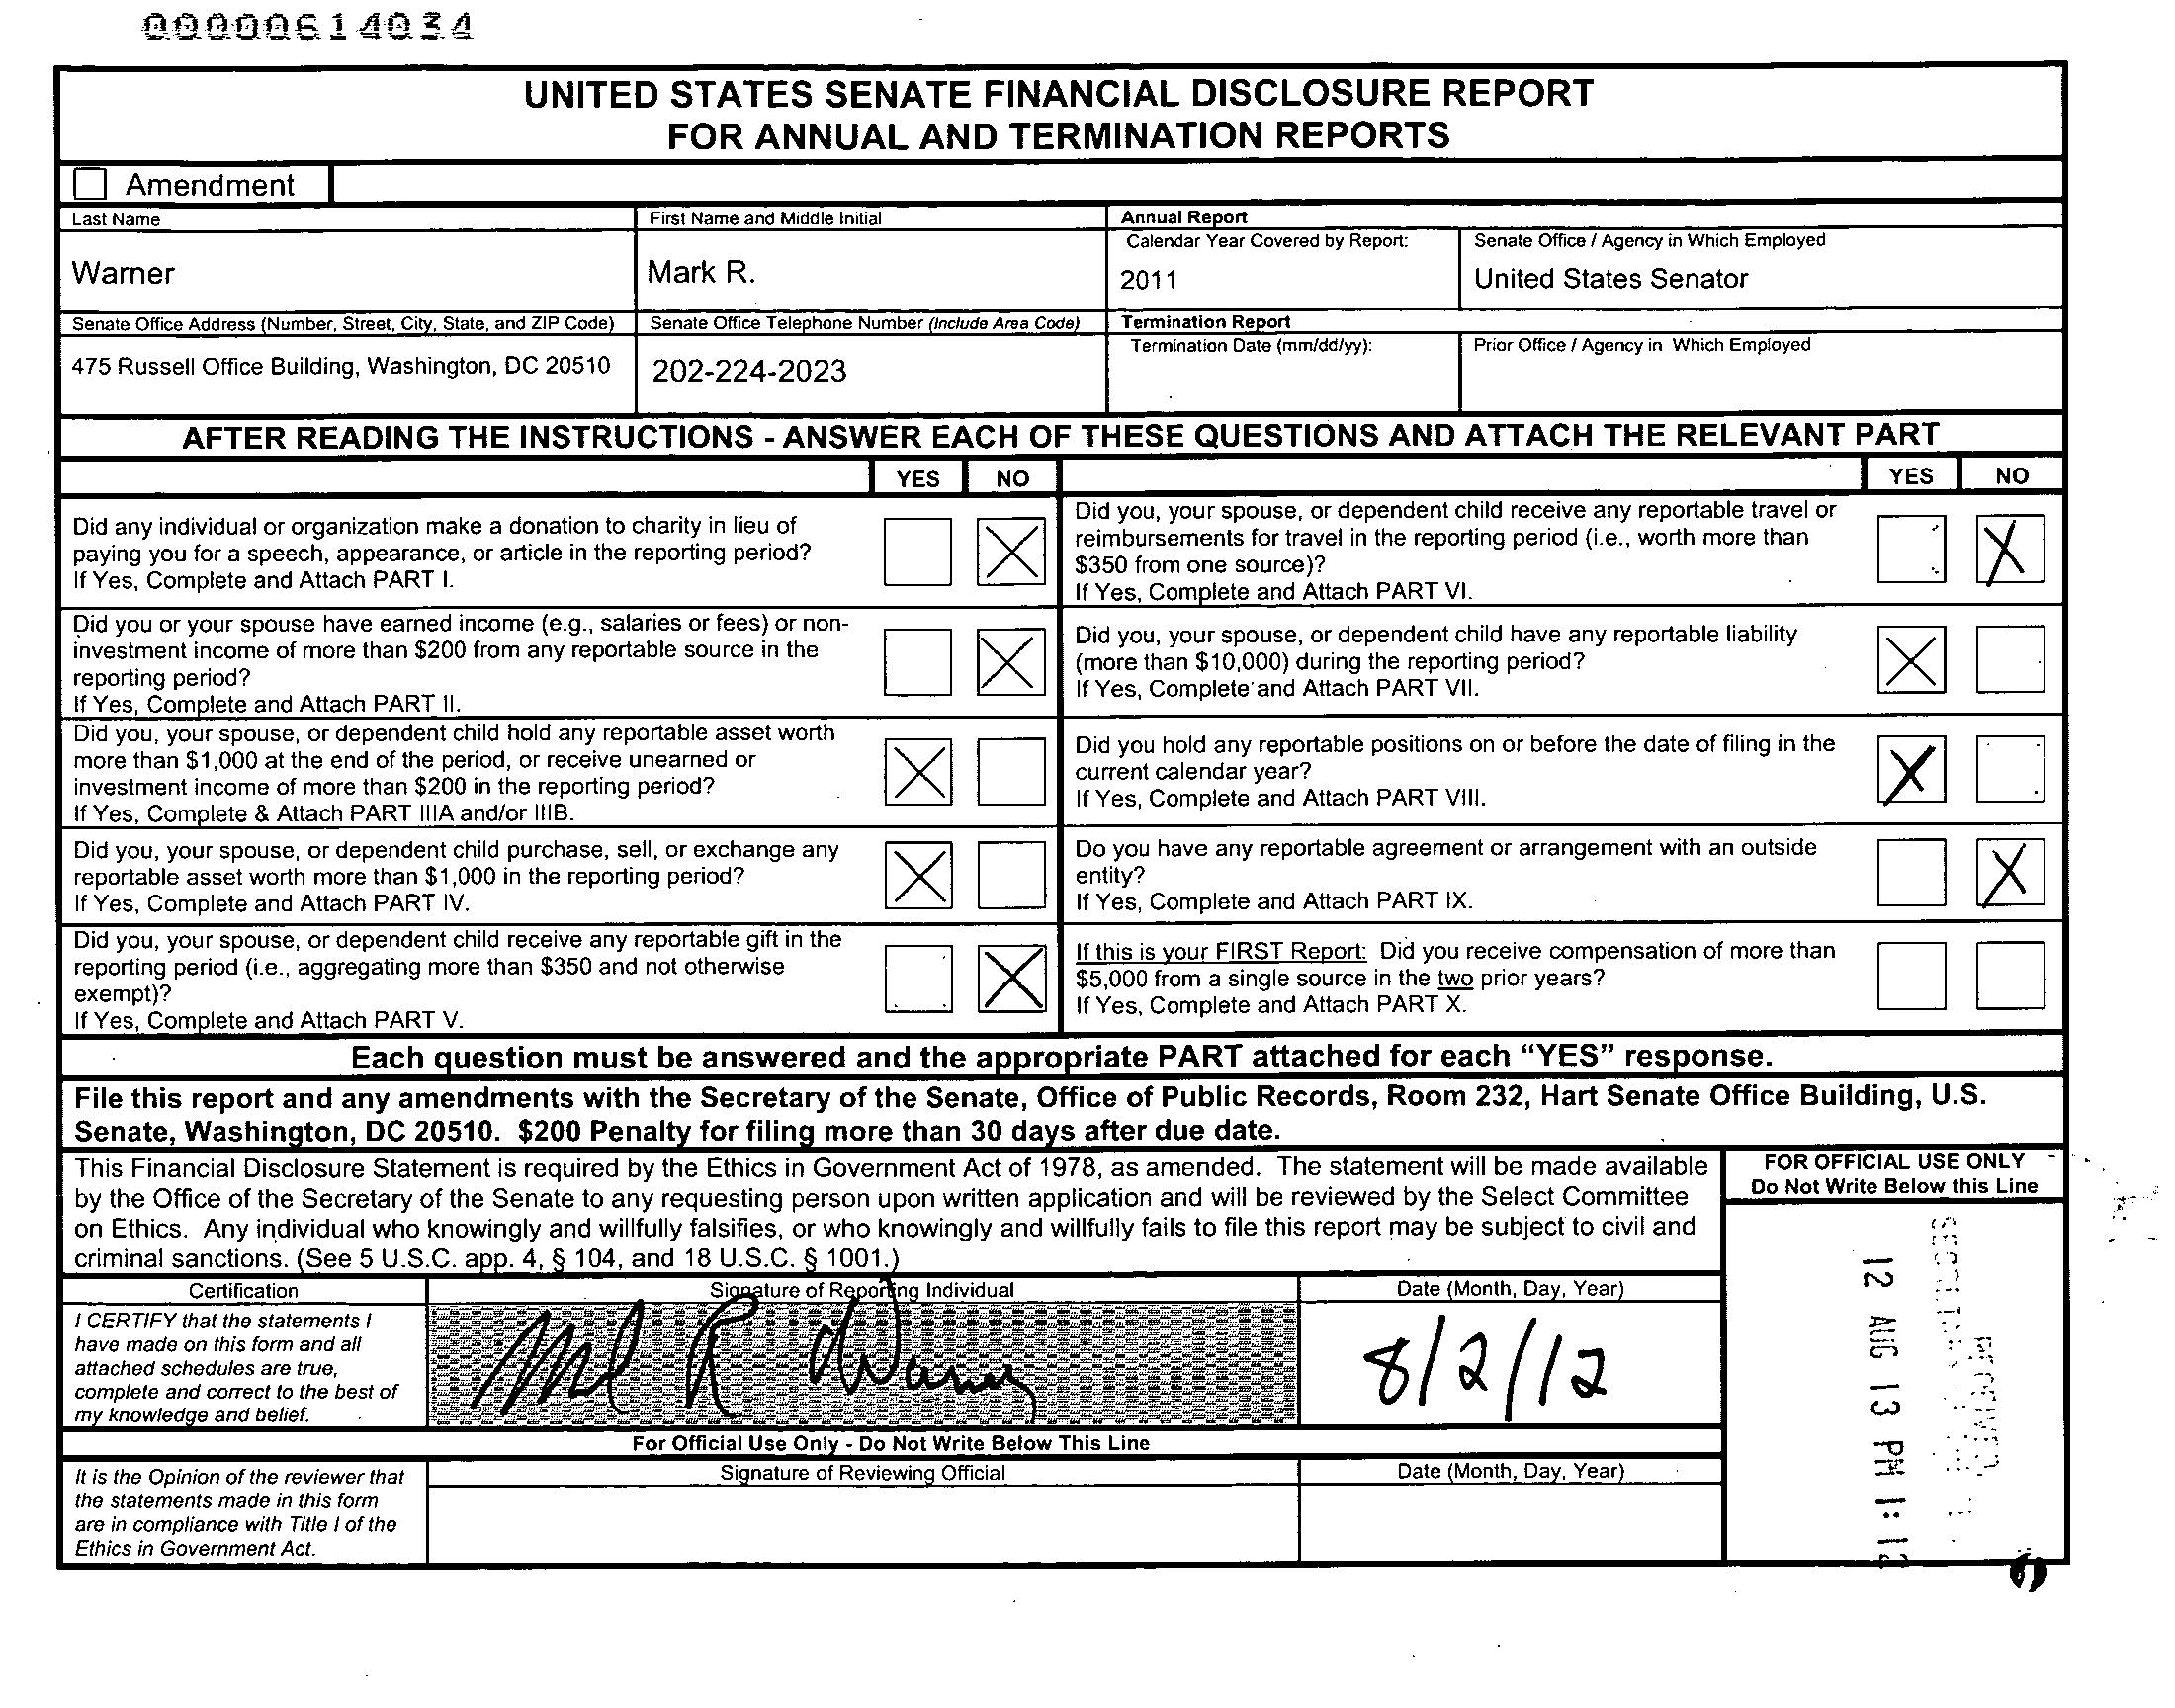 00000614034
UNITED STATES SENATE FINANCIAL DISCLOSURE REPORT
FOR ANNUAL AND TERMINATION REPORTS
Amendment
Last Name
First Name and Middle Initial
Annual Report
Calendar Year Covered by Report:
Senate Office / Agency in Which Employed
Warner
Mark R.
2011
United States Senator
Senate Office Address (Number, Street, City, State, and ZIP Code)
Senate Office Telephone Number (Include Area Code)
Termination Report
Termination Date (mm/dd/yy):
Prior Office / Agency in Which Employed
475 Russell Office Building, Washington, DC 20510
202-224-2023
AFTER READING THE INSTRUCTIONS - ANSWER EACH OF THESE QUESTIONS AND ATTACH THE RELEVANT PART
YES NO
YES NO
Did any individual or organization make a donation to charity in lieu of
paying you for a speech, appearance, or article in the reporting period?
If Yes, Complete and Attach PART I.
X
Did you, your spouse, or dependent child receive any reportable travel or
reimbursements for travel in the reporting period (i.e., worth more than
$350 from one source)?
If Yes, Complete and Attach PART VI.
X
Did you or your spouse have earned income (e.g., salaries or fees) or non-
investment income of more than $200 from any reportable source in the
reporting period?
If Yes, Complete and Attach PART II.
X
Did you, your spouse, or dependent child have any reportable liability
(more than $10,000) during the reporting period?
If Yes, Complete and Attach PART VII.
X
Did you, your spouse, or dependent child hold any reportable asset worth
more than $1,000 at the end of the period, or receive unearned or
investment income of more than $200 in the reporting period?
If Yes, Complete & Attach PART IIIA and/or IIIB.
X
Did you hold any reportable positions on or before the date of filing in the
current calendar year?
If Yes, Complete and Attach PART VIII.
X
Did you, your spouse, or dependent child purchase, sell, or exchange any
reportable asset worth more than $1,000 in the reporting period?
If Yes, Complete and Attach PART IV.
X
Do you have any reportable agreement or arrangement with an outside
entity?
If Yes, Complete and Attach PART IX.
X
Did you, your spouse, or dependent child receive any reportable gift in the
reporting period (i.e., aggregating more than $350 and not otherwise
exempt)?
If Yes, Complete and Attach PART V.
X
If this is your FIRST Report: Did you receive compensation of more than
$5,000 from a single source in the two prior years?
If Yes, Complete and Attach PART X.
Each question must be answered and the appropriate PART attached for each “YES” response.
File this report and any amendments with the Secretary of the Senate, Office of Public Records, Room 232, Hart Senate Office Building, U.S.
Senate, Washington, DC 20510. $200 Penalty for filing more than 30 days after due date.
This Financial Disclosure Statement is required by the Ethics in Government Act of 1978, as amended. The statement will be made available
by the Office of the Secretary of the Senate to any requesting person upon written application and will be reviewed by the Select Committee
on Ethics. Any individual who knowingly and willfully falsifies, or who knowingly and willfully fails to file this report may be subject to civil and
criminal sanctions. (See 5 U.S.C. app. 4, § 104, and 18 U.S.C. § 1001.)
FOR OFFICIAL USE ONLY
Do Not Write Below this Line
Certification
Signature of Reporting Individual
Date (Month, Day, Year)
I CERTIFY that the statements I
have made on this form and all
attached schedules are true,
complete and correct to the best of
my knowledge and belief.
Mark R Warner
8/2/12
For Official Use Only - Do Not Write Below This Line
It is the Opinion of the reviewer that
the statements made in this form
are in compliance with Title I of the
Ethics in Government Act.
Signature of Reviewing Official
Date (Month, Day, Year)
12 AUG 13 PM